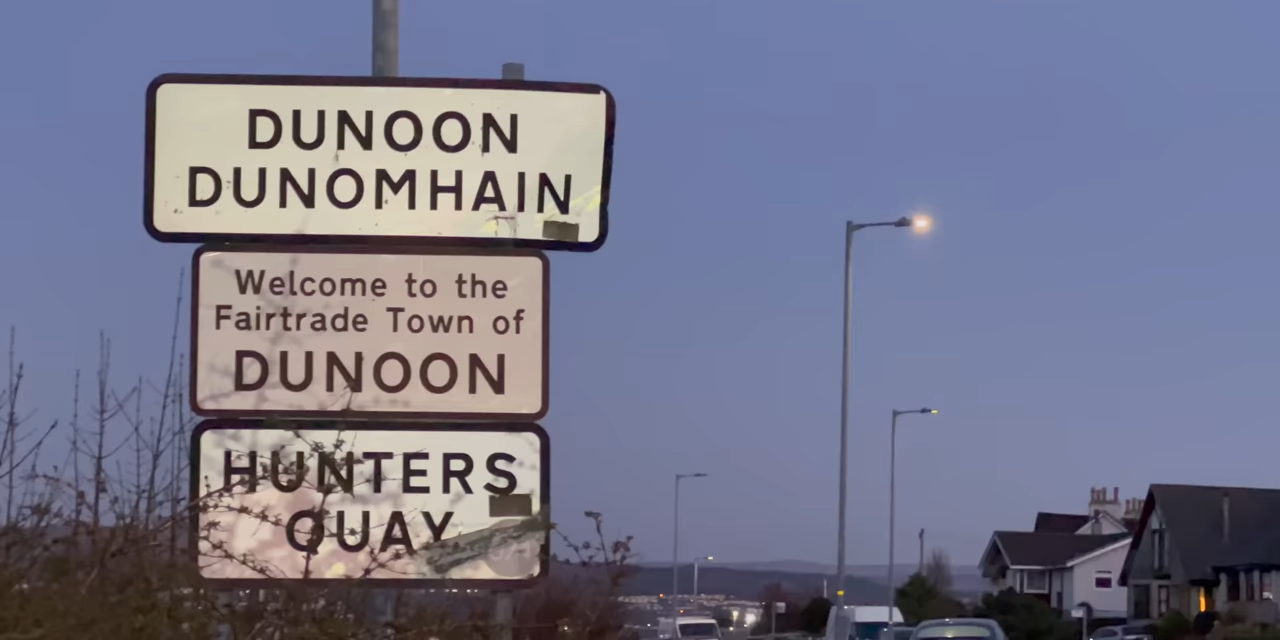 DUNOON
DUNOMHAIN
Welcome to the
Fairtrade Town of
DUNOON
HUNTERS
QUAY